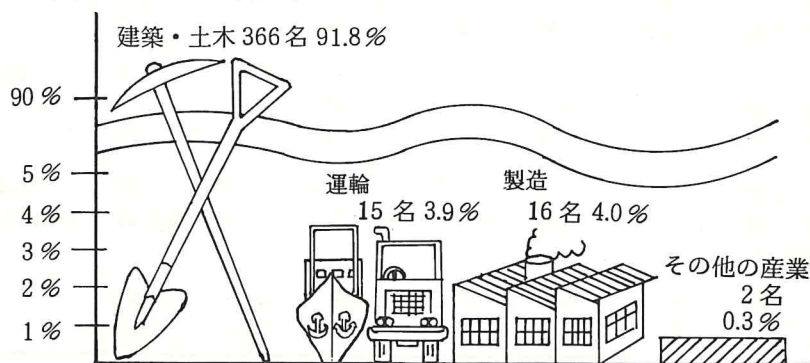 建築・土木 366名 91.8%
90%
5%
4%
3%
2%
1%
運輸
15名 3.9%
製造
16名 4.0%
その他の産業
2名
0.3%